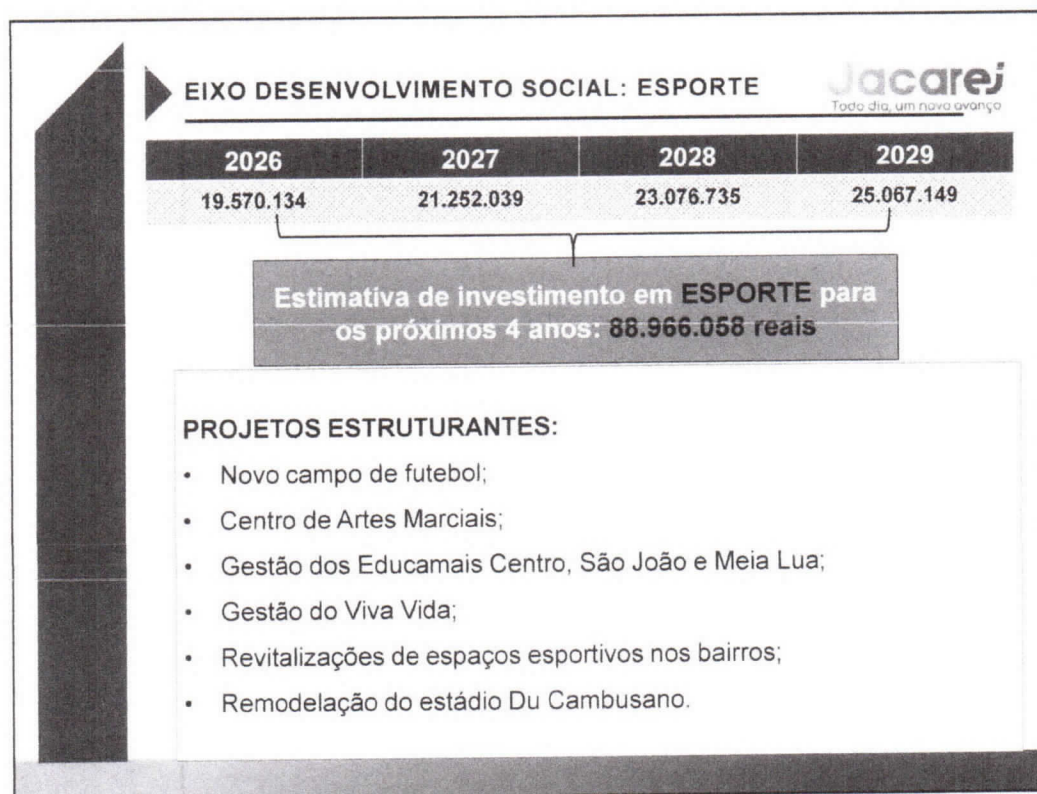 EIXO DESENVOLVIMENTO SOCIAL: ESPORTE
Jacareí
Todo dia, um novo avanço
2026 2027 2028 2029
19.570.134 21.252.039 23.076.735 25.067.149
Estimativa de investimento em ESPORTE para
os próximos 4 anos: 88.966.058 reais
PROJETOS ESTRUTURANTES:
• Novo campo de futebol;
• Centro de Artes Marciais;
• Gestão dos Educamais Centro, São João e Meia Lua;
• Gestão do Viva Vida;
• Revitalizações de espaços esportivos nos bairros;
• Remodelação do estádio Du Cambusano.